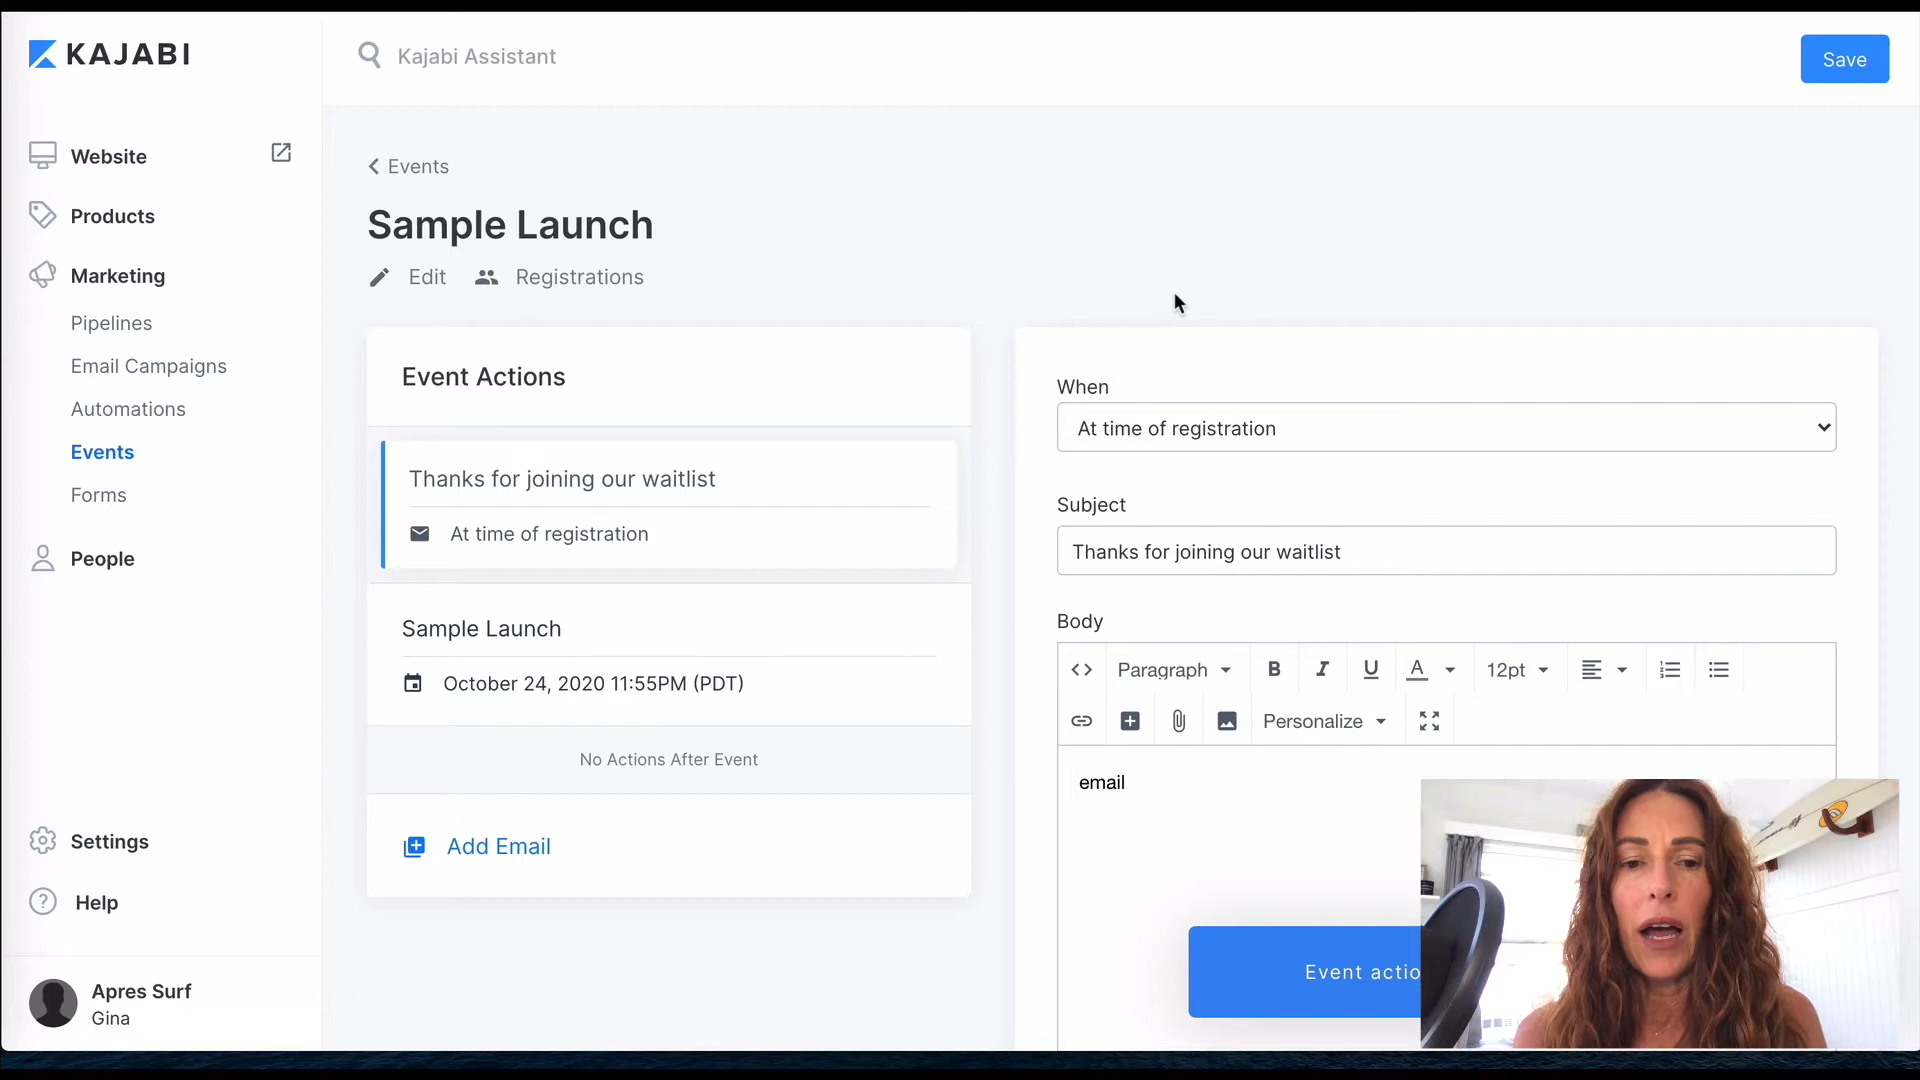 KAJABI
Kajabi Assistant
Save
Website
Products
Marketing
Pipelines
Email Campaigns
Automations
Events
Forms
People
Settings
Help
Apres Surf
Gina
Events
Sample Launch
Edit
Registrations
Event Actions
Thanks for joining our waitlist
At time of registration
Sample Launch
October 24, 2020 11:55PM (PDT)
No Actions After Event
Add Email
When
At time of registration
Subject
Thanks for joining our waitlist
Body
Paragraph B I U A 12pt
Personalize
email
Event actio